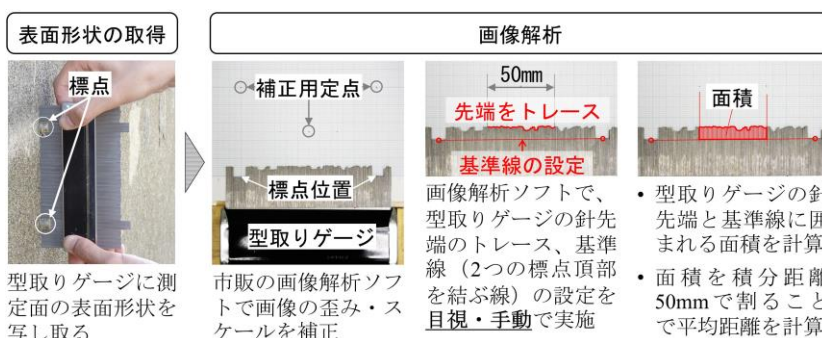 表面形状の取得
画像解析
標点
補正用定点
標点位置
型取りゲージ
50mm
先端をトレース
基準線の設定
面積
型取りゲージに測
定面の表面形状を
写し取る
市販の画像解析ソフ
トで画像の歪み・ス
ケールを補正
画像解析ソフトで、
型取りゲージの針先
端のトレース、基準
線（2つの標点頂部
を結ぶ線）の設定を
目視・手動で実施
• 型取りゲージの針
先端と基準線に囲
まれる面積を計算
• 面積を積分距離
50mmで割ること
で平均距離を計算